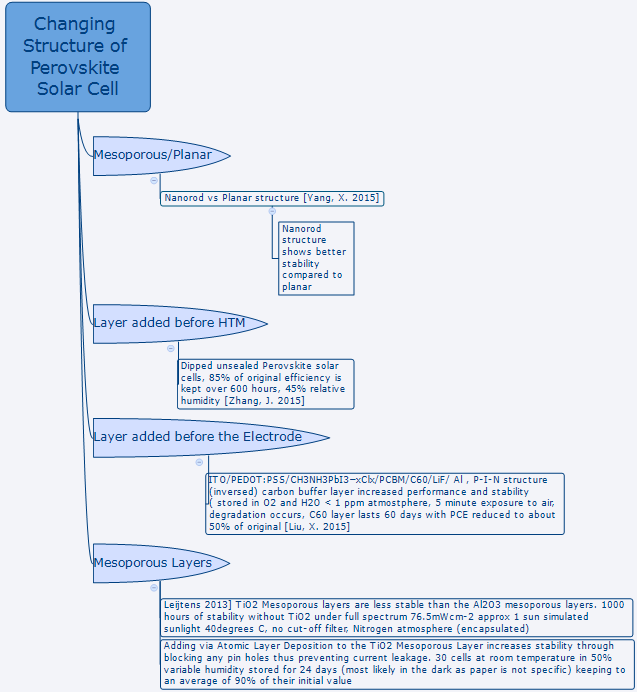 Changing
Structure of
Perovskite
Solar Cell
Mesoporous/Planar
Nanorod vs Planar structure [Yang, X. 2015]
Nanorod
structure
shows better
stability
compared to
planar
Layer added before HTM
Dipped unsealed Perovskite solar
cells, 85% of original efficiency is
kept over 600 hours, 45% relative
humidity [Zhang, J. 2015]
Layer added before the Electrode
ITO/PEDOT:PSS/CH3NH3PbI3−xClx/PCBM/C60/LiF/ Al , P-I-N structure
(inversed) carbon buffer layer increased performance and stability
( stored in O2 and H2O < 1 ppm atmostphere, 5 minute exposure to air,
degradation occurs, C60 layer lasts 60 days with PCE reduced to about
50% of original [Liu, X. 2015]
Mesoporous Layers
Leijtens 2013] TiO2 Mesoporous layers are less stable than the Al2O3 mesoporous layers. 1000
hours of stability without TiO2 under full spectrum 76.5mWcm-2 approx 1 sun simulated
sunlight 40degrees C, no cut-off filter, Nitrogen atmosphere (encapsulated)
Adding via Atomic Layer Deposition to the TiO2 Mesoporous Layer increases stability through
blocking any pin holes thus preventing current leakage. 30 cells at room temperature in 50%
variable humidity stored for 24 days (most likely in the dark as paper is not specific) keeping to
an average of 90% of their initial value